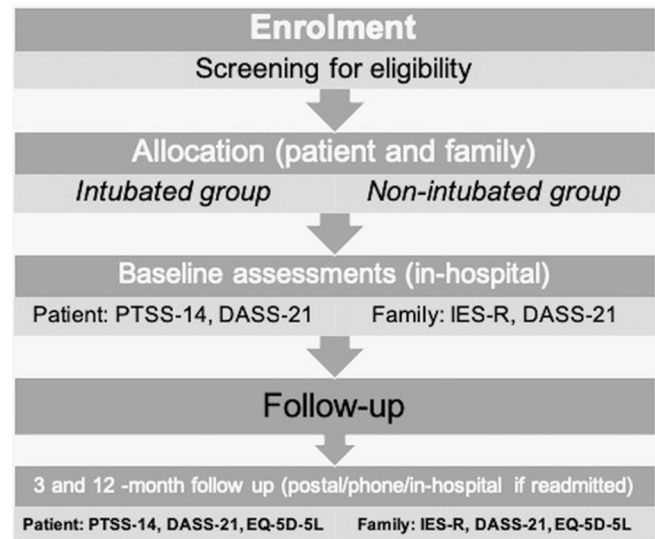 Enrolment
Screening for eligibility
Allocation (patient and family)
Intubated group Non-intubated group
Baseline assessments (in-hospital)
Patient: PTSS-14, DASS-21 Family: IES-R, DASS-21
Follow-up
3 and 12 -month follow up (postal/phone/in-hospital if readmitted)
Patient: PTSS-14, DASS-21, EQ-5D-5L Family: IES-R, DASS-21, EQ-5D-5L